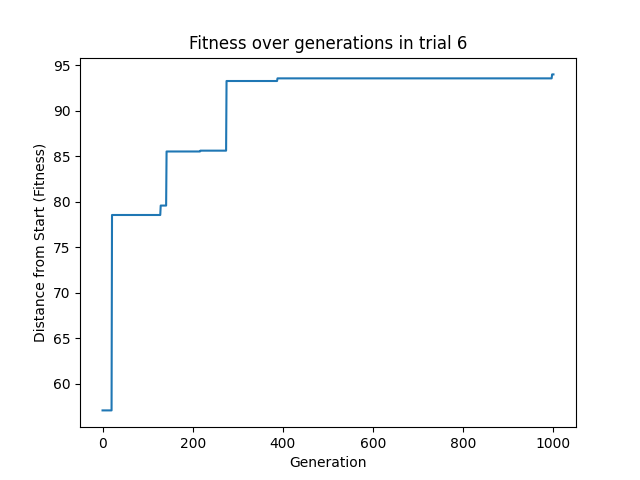 Fitness over generations in trial 6
95
90
85
80
75
70
65
60
Distance from Start (Fitness)
0 200 400 600 800 1000
Generation